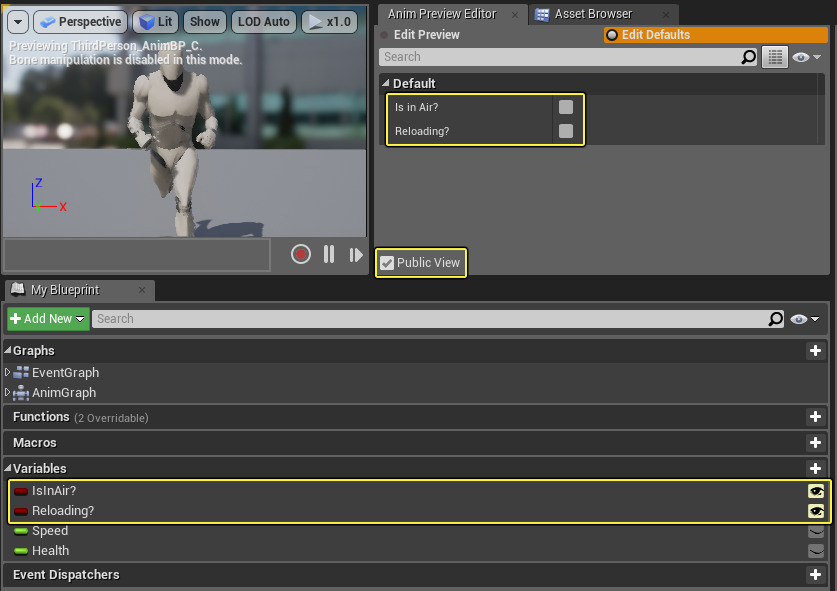 Perspective
Lit
Show
LOD Auto
x1.0
Previewing ThirdPerson_AnimBP_C.
Bone manipulation is disabled in this mode.
Z
X
Anim Preview Editor
Asset Browser
Edit Preview
Edit Defaults
Search
Default
Is in Air?
Reloading?
Public View
My Blueprint
Add New
Search
Graphs
EventGraph
AnimGraph
Functions (2 Overridable)
Macros
Variables
IsInAir?
Reloading?
Speed
Health
Event Dispatchers